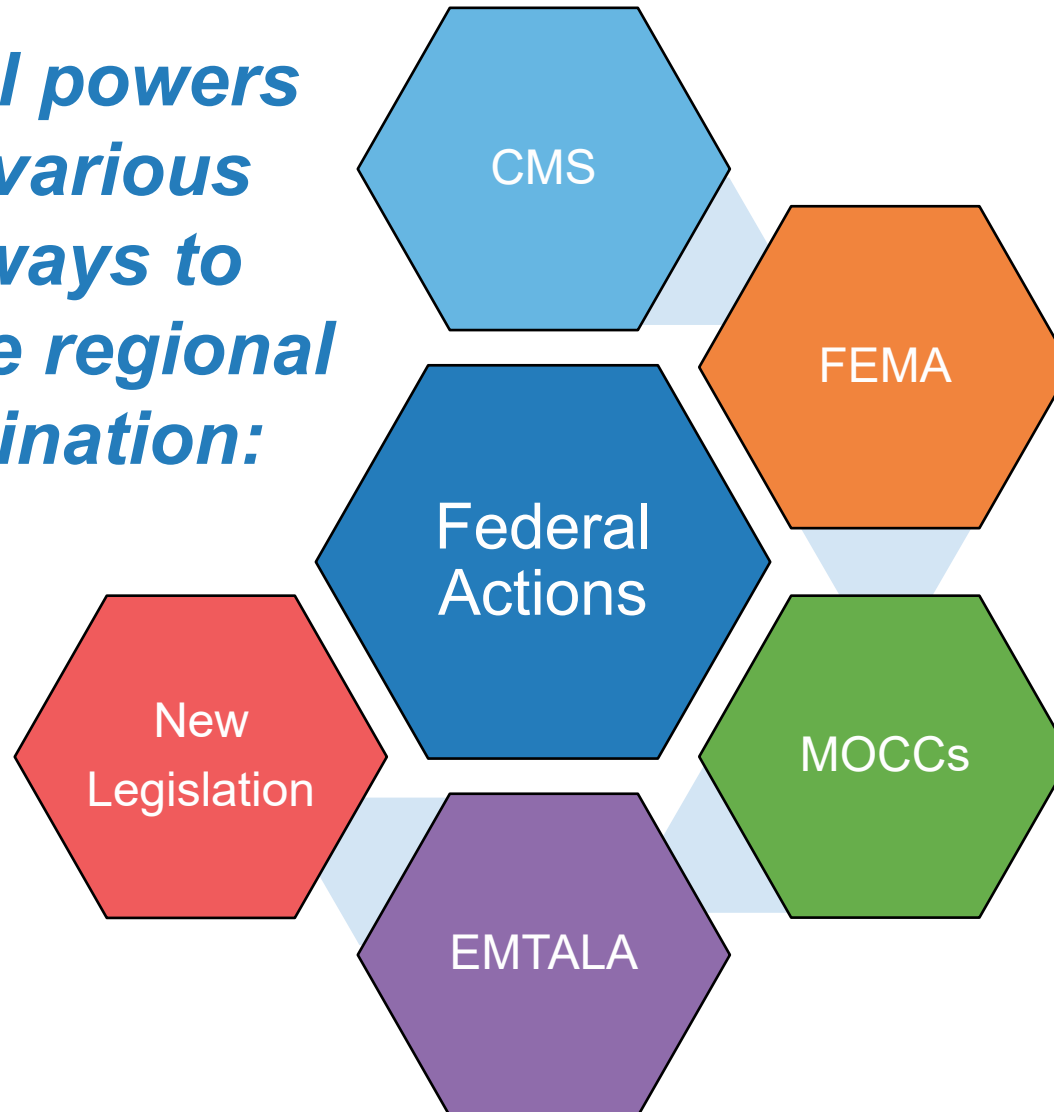 l powers
various
ways to
e regional
ination:
CMS
FEMA
Federal
Actions
New
Legislation
MOCCs
EMTALA